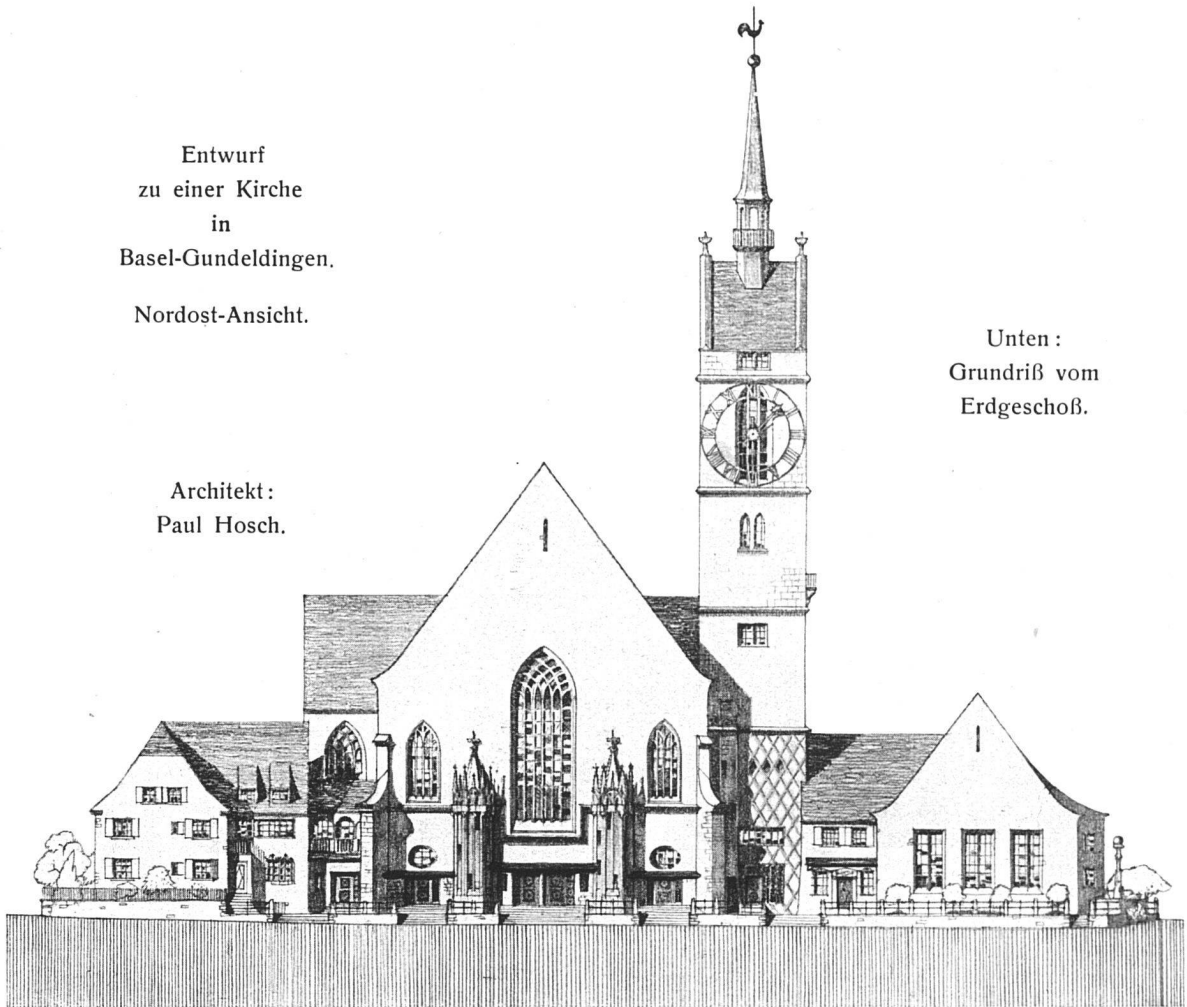 Entwurf
zu einer Kirche
in
Basel-Gundeldingen.
Nordost-Ansicht.
Architekt:
Paul Hosch.
Unten:
Grundriß vom
Erdgeschoß.